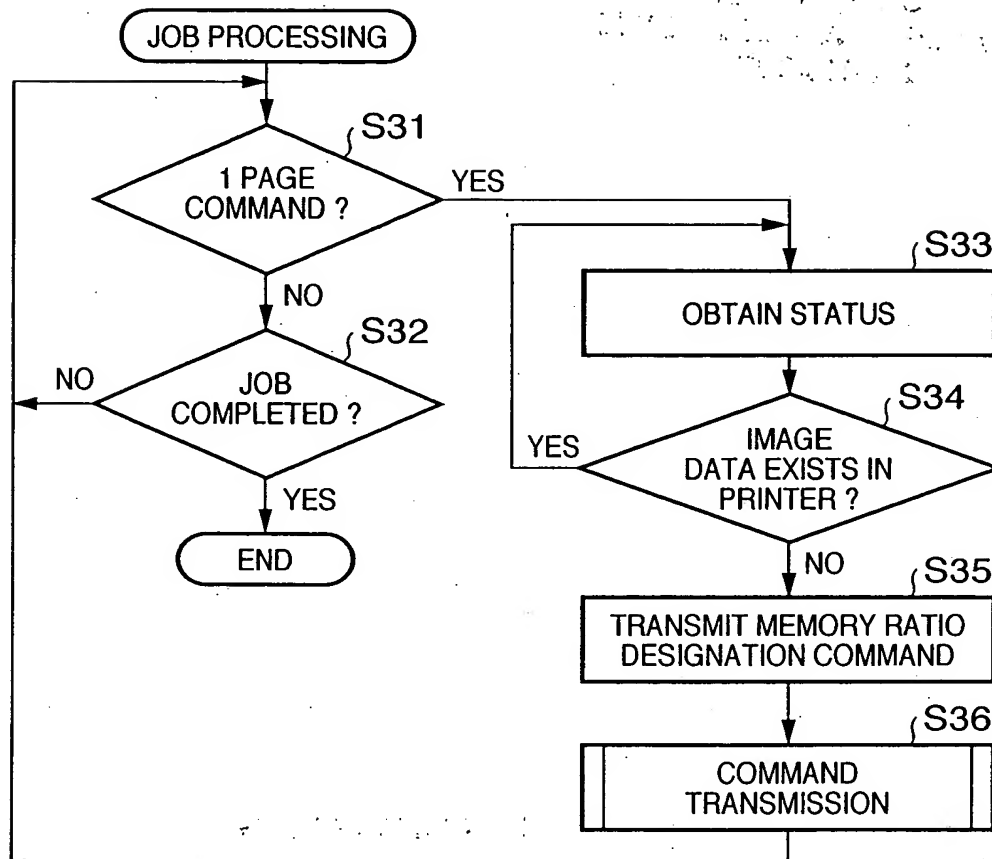 JOB PROCESSING
S31
1 PAGE
COMMAND ?
YES
NO
S32
JOB
COMPLETED ?
NO
YES
END
S33
OBTAIN STATUS
S34
IMAGE
DATA EXISTS IN
PRINTER ?
YES
NO
S35
TRANSMIT MEMORY RATIO
DESIGNATION COMMAND
S36
COMMAND
TRANSMISSION